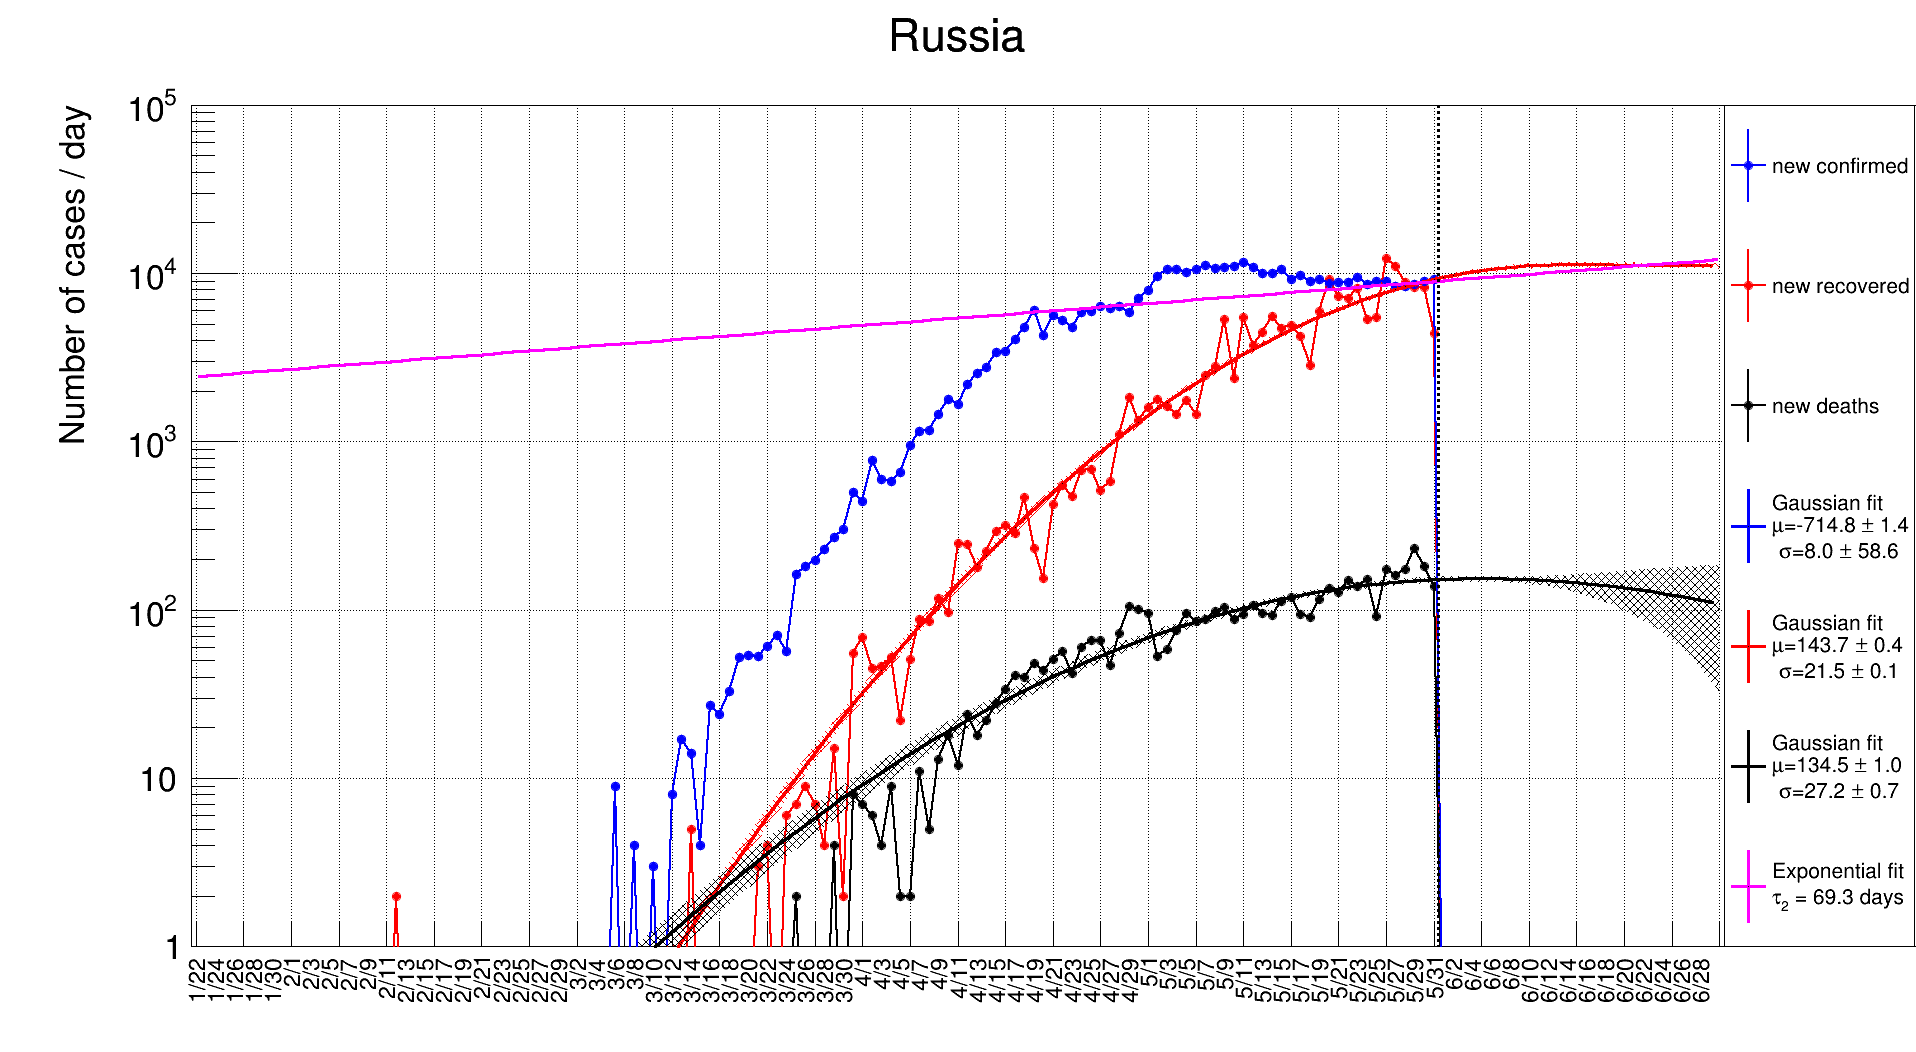 Russia
Number of cases / day
10⁵
10⁴
10³
10²
10
1
1/22 1/24 1/26 1/28 1/30 2/1 2/3 2/5 2/7 2/9 2/11 2/13 2/15 2/17 2/19 2/21 2/23 2/25 2/27 2/29 3/2 3/4 3/6 3/8 3/10 3/12 3/14 3/16 3/18 3/20 3/22 3/24 3/26 3/28 3/30 4/1 4/3 4/5 4/7 4/9 4/11 4/13 4/15 4/17 4/19 4/21 4/23 4/25 4/27 4/29 5/1 5/3 5/5 5/7 5/9 5/11 5/13 5/15 5/17 5/19 5/21 5/23 5/25 5/27 5/29 5/31 6/2 6/4 6/6 6/8 6/10 6/12 6/14 6/16 6/18 6/20 6/22 6/24 6/26 6/28
new confirmed
new recovered
new deaths
Gaussian fit
μ=-714.8 ± 1.4
σ=8.0 ± 58.6
Gaussian fit
μ=143.7 ± 0.4
σ=21.5 ± 0.1
Gaussian fit
μ=134.5 ± 1.0
σ=27.2 ± 0.7
Exponential fit
τ₂ = 69.3 days